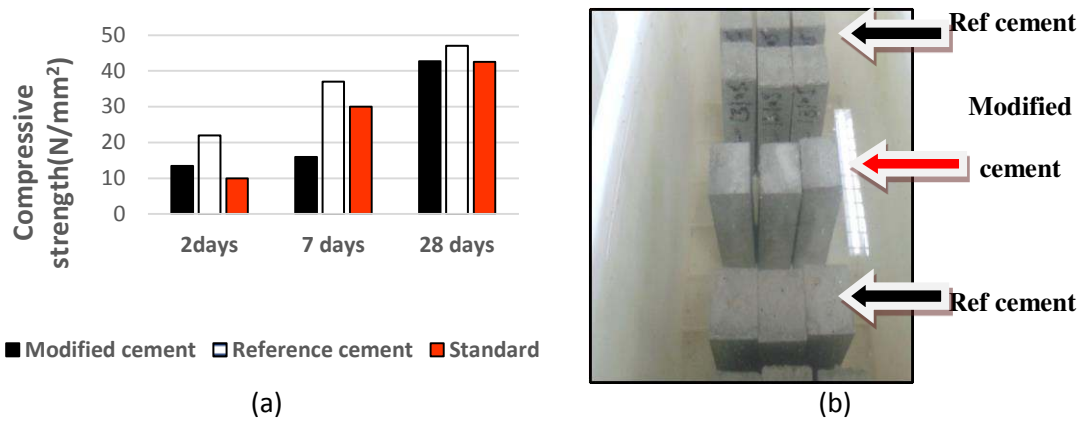 Compressive
strength(N/mm²)
50
40
30
20
10
0
2days 7 days 28 days
Modified cement Reference cement Standard
(a)
Ref cement
Modified
cement
Ref cement
(b)